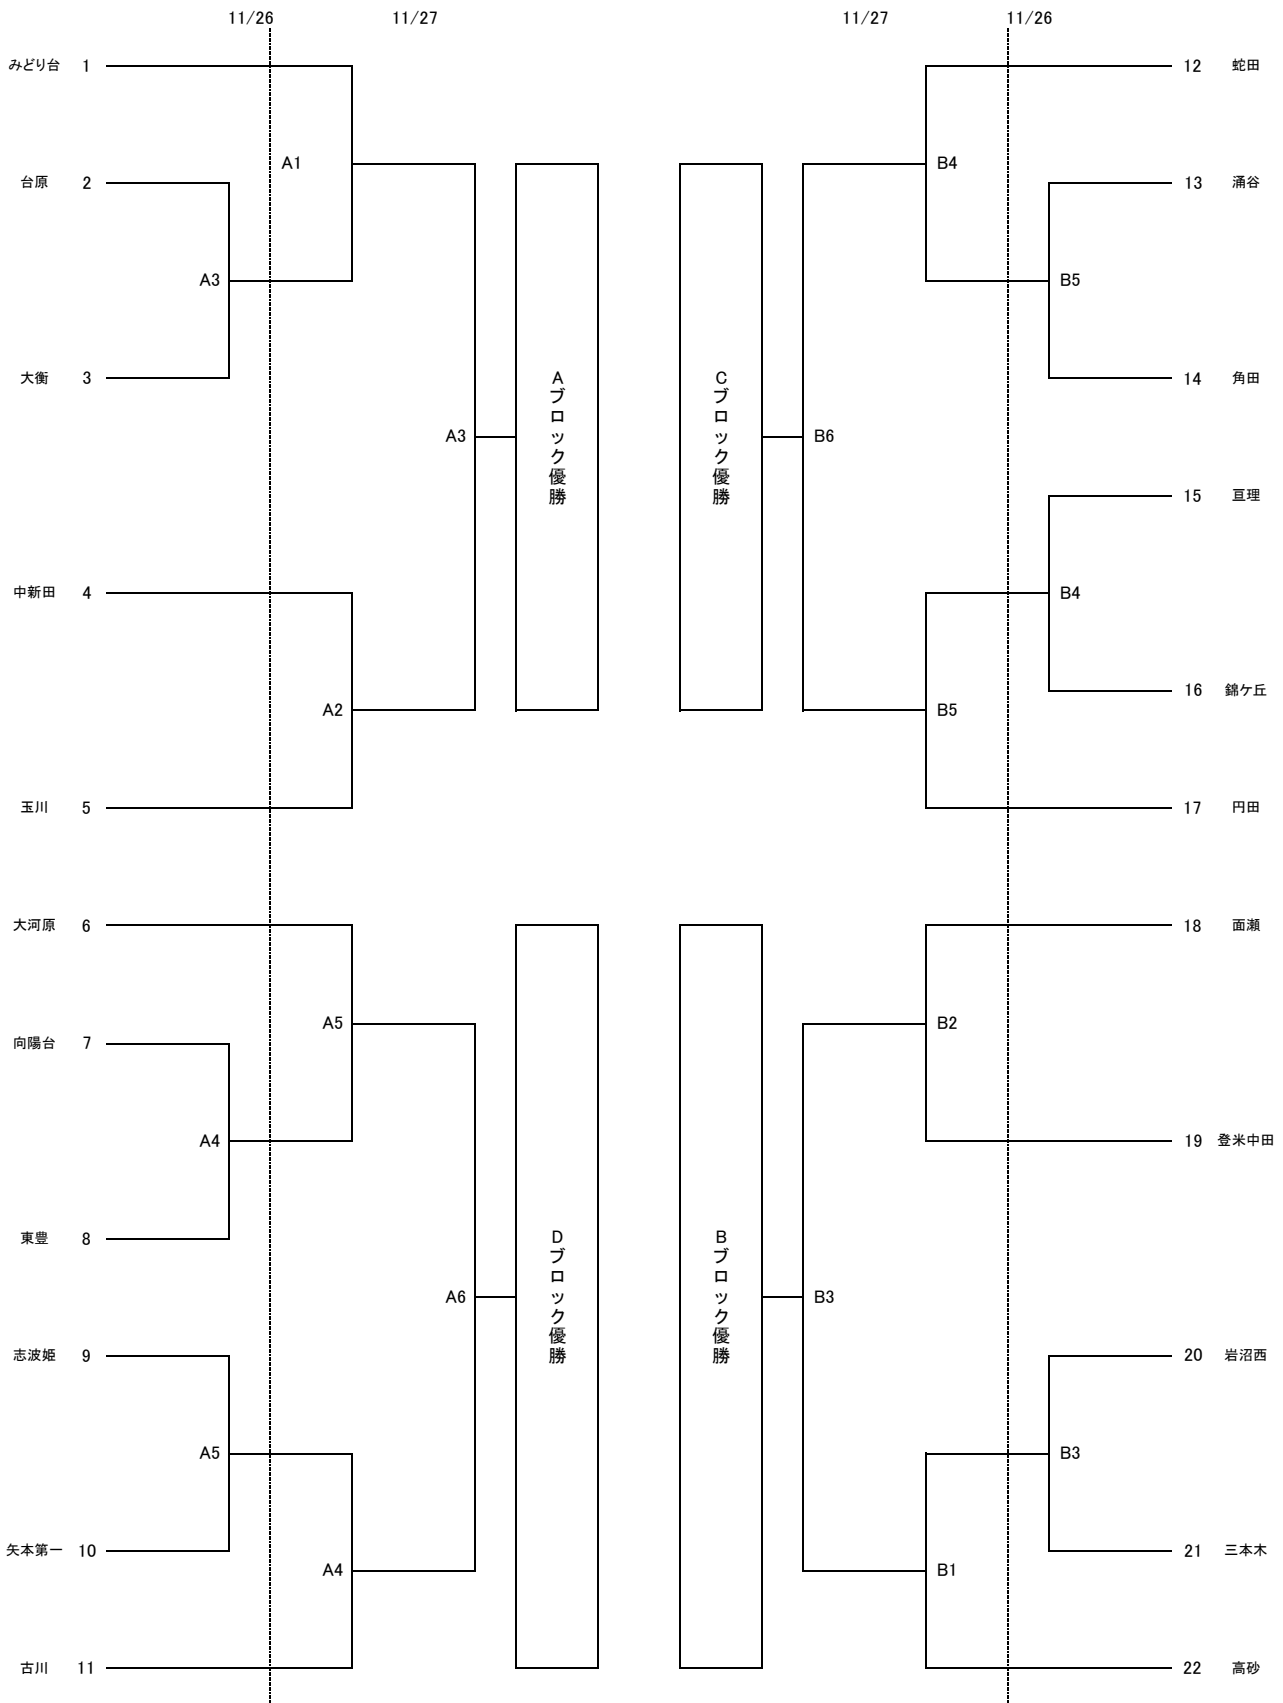 11/26 11/27 11/27 11/26
みどり台 1
12 蛇田
A1
B4
台原 2
13 涌谷
A3
B5
大衡 3
14 角田
Aブロック優勝
Cブロック優勝
A3
B6
15 亘理
中新田 4
B4
16 錦ケ丘
A2
B5
玉川 5
17 円田
大河原 6
18 面瀬
A5
B2
向陽台 7
A4
19 登米中田
東豊 8
Dブロック優勝
Bブロック優勝
A6
B3
志波姫 9
20 岩沼西
A5
B3
矢本第一 10
21 三本木
A4
B1
古川 11
22 高砂